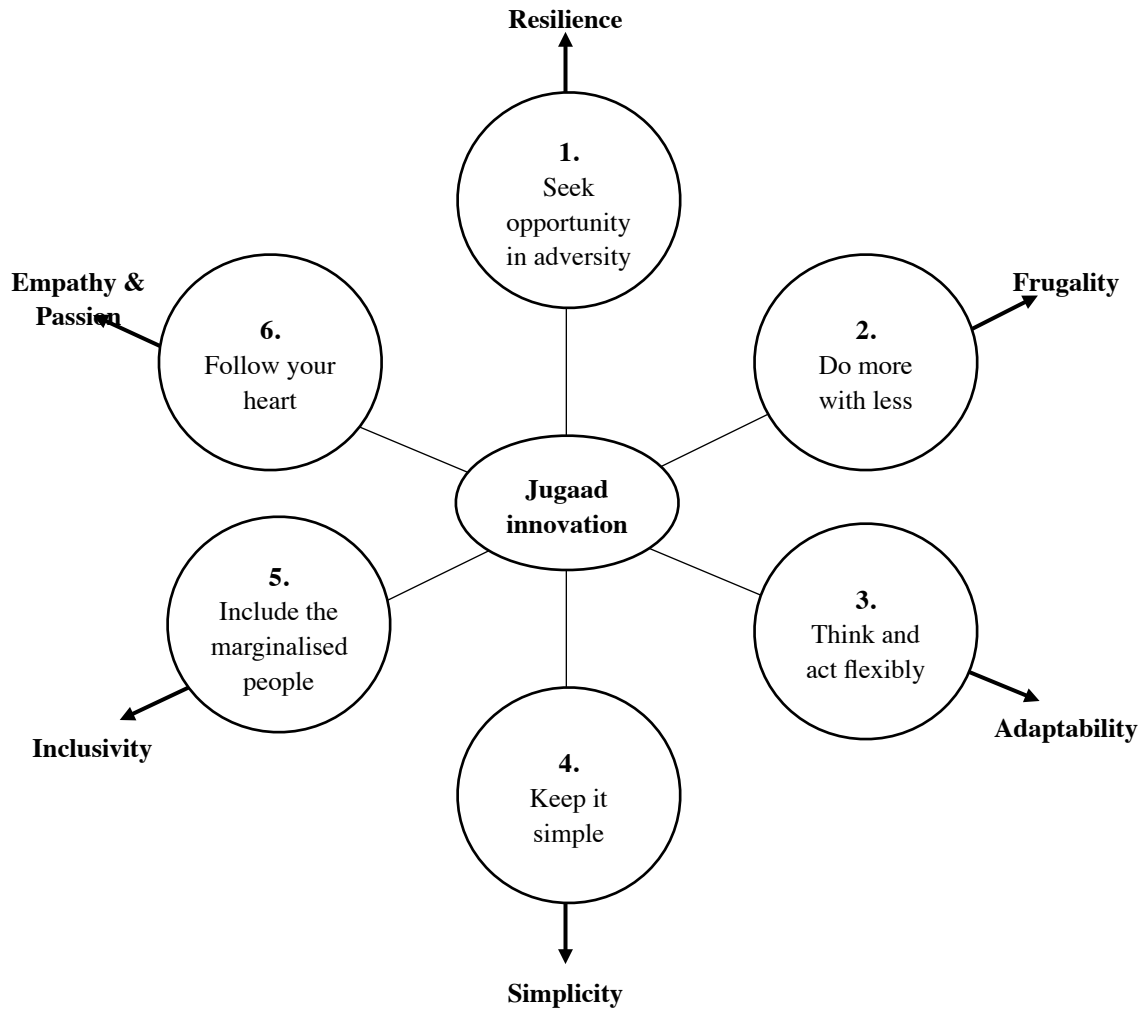 Resilience
1.
Seek
opportunity
in adversity
Empathy &
Passion
6.
Follow your
heart
Frugality
2.
Do more
with less
Jugaad
innovation
5.
Include the
marginalised
people
Inclusivity
3.
Think and
act flexibly
Adaptability
4.
Keep it
simple
Simplicity